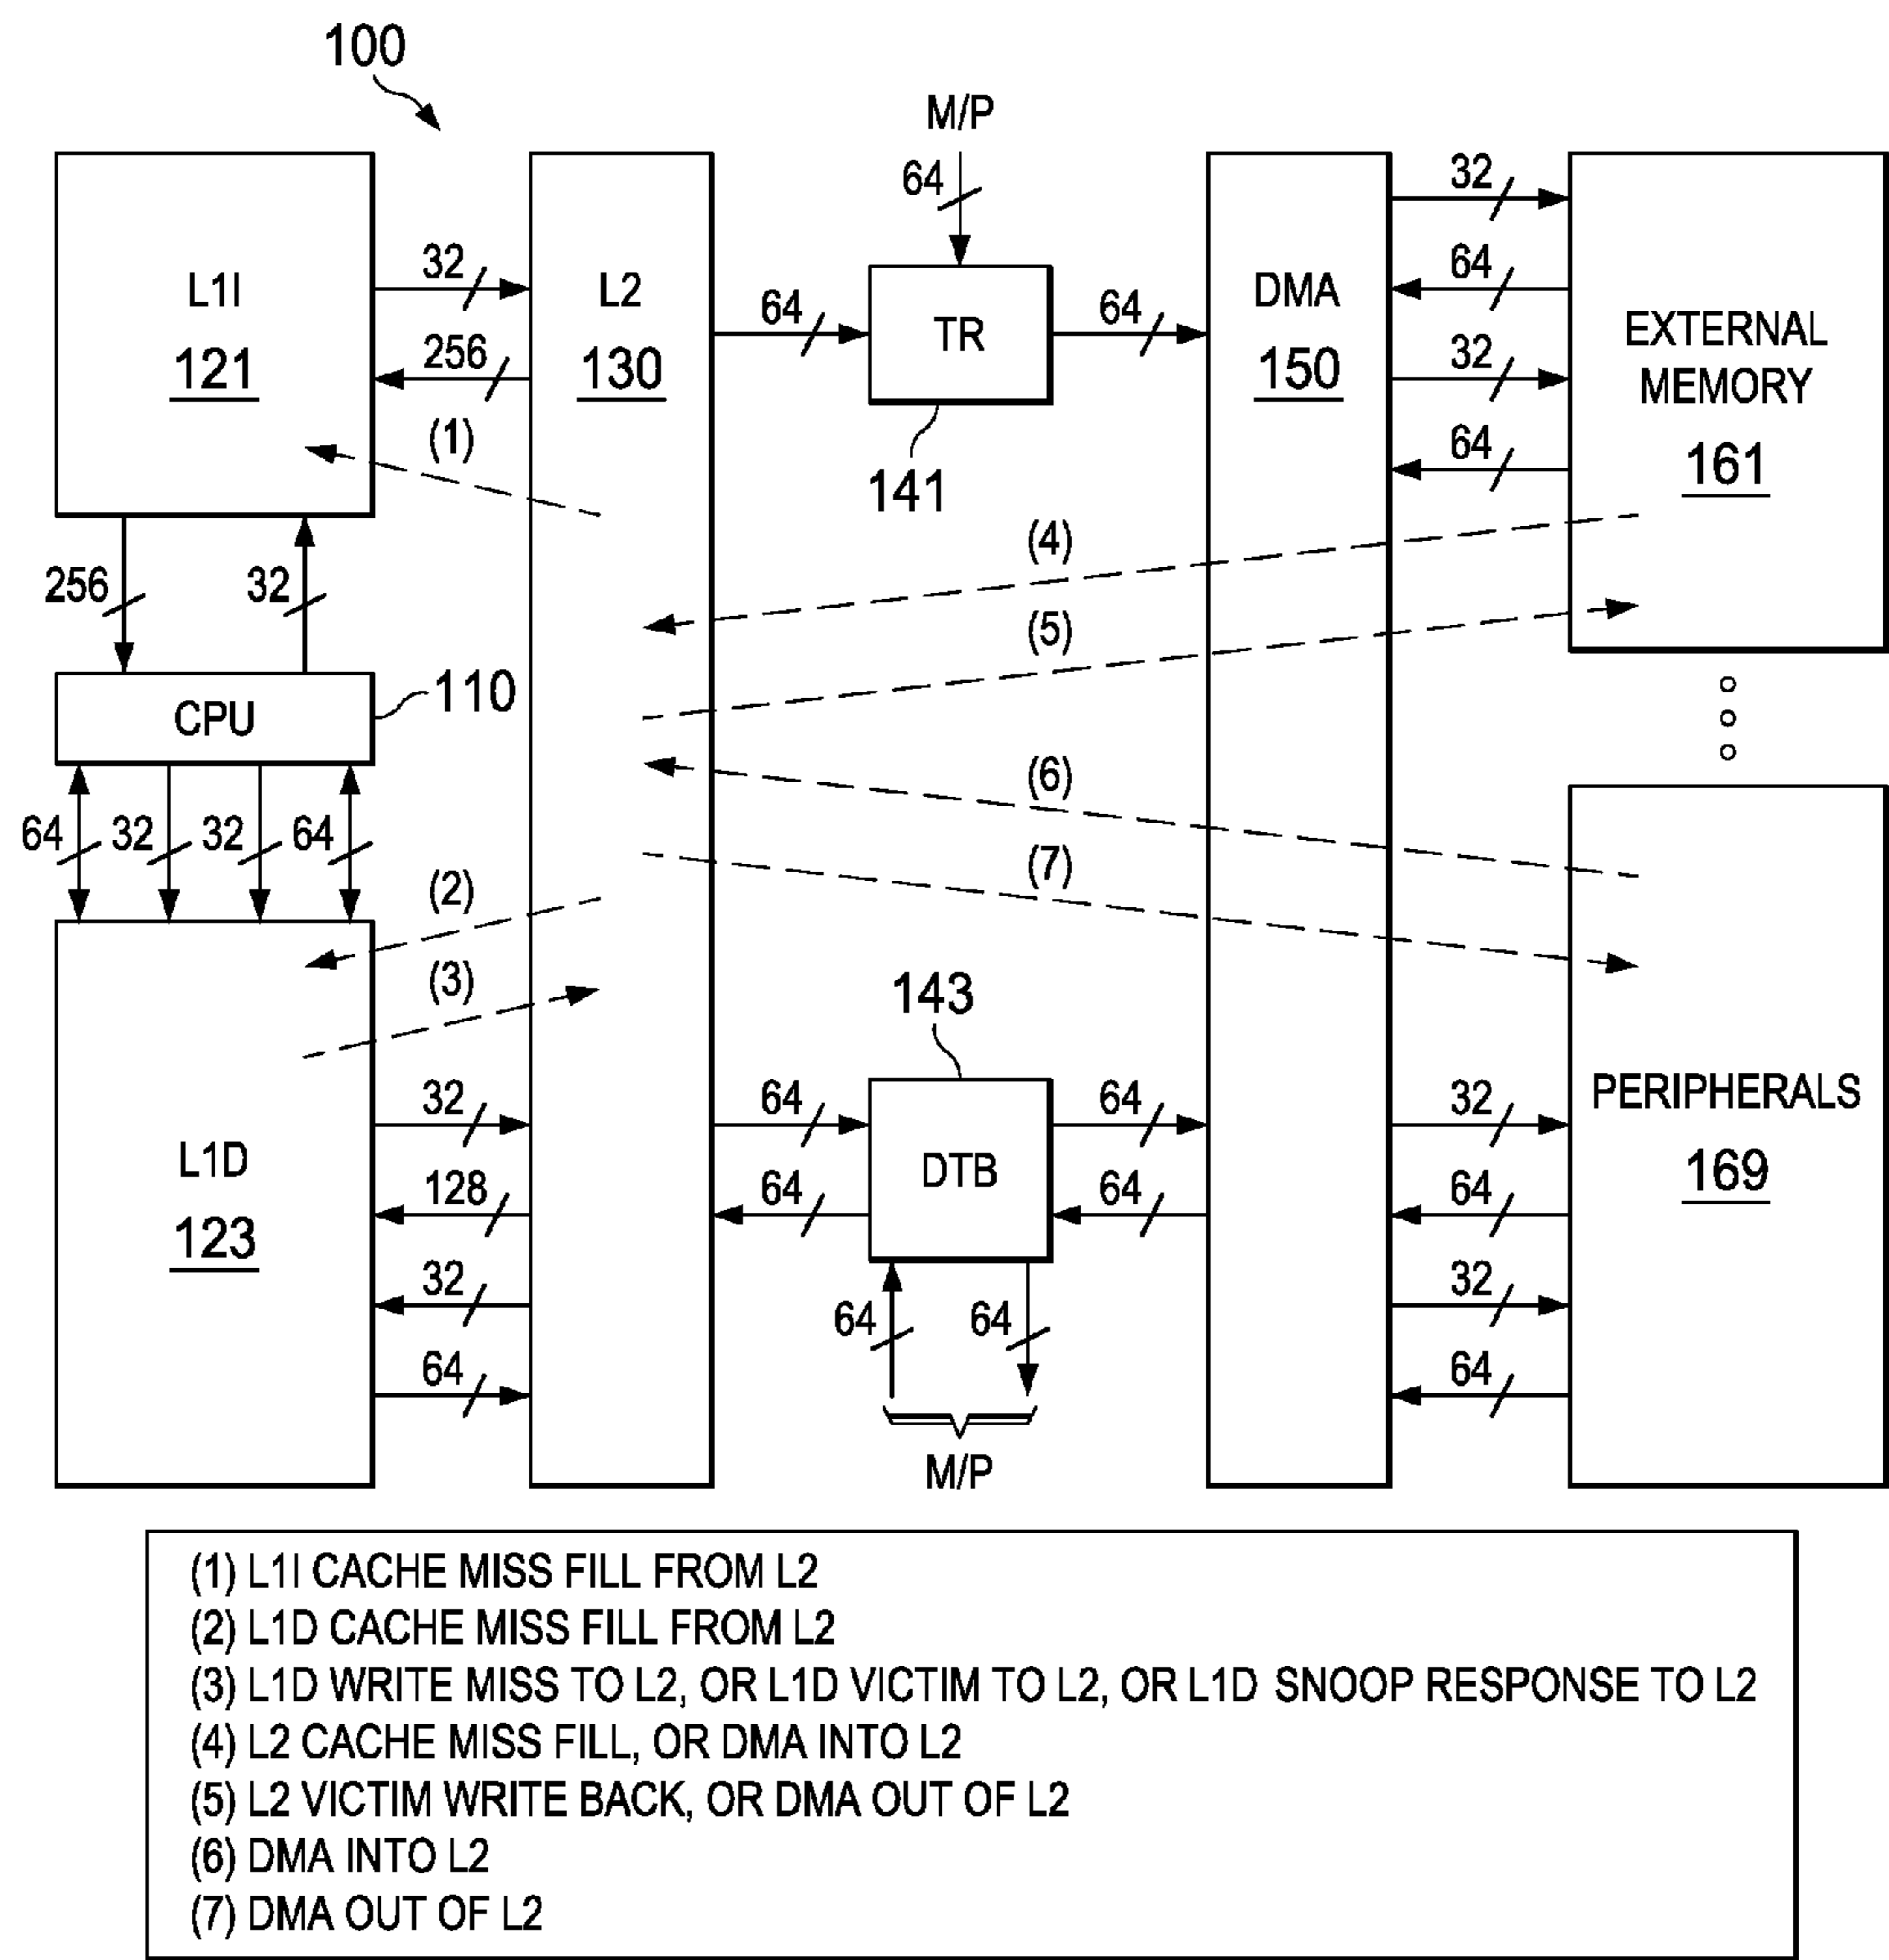 100
M/P
64
L1I
121
32
256
(1)
L2
130
64
TR
64
141
DMA
150
32
64
32
64
EXTERNAL
MEMORY
161
256
32
(4)
(5)
CPU
110
(6)
64
32
32
64
(2)
(7)
(3)
143
L1D
123
32
128
32
64
64
64
DTB
64
64
64
64
M/P
PERIPHERALS
169
32
64
32
64
(1) L1I CACHE MISS FILL FROM L2
(2) L1D CACHE MISS FILL FROM L2
(3) L1D WRITE MISS TO L2, OR L1D VICTIM TO L2, OR L1D SNOOP RESPONSE TO L2
(4) L2 CACHE MISS FILL, OR DMA INTO L2
(5) L2 VICTIM WRITE BACK, OR DMA OUT OF L2
(6) DMA INTO L2
(7) DMA OUT OF L2